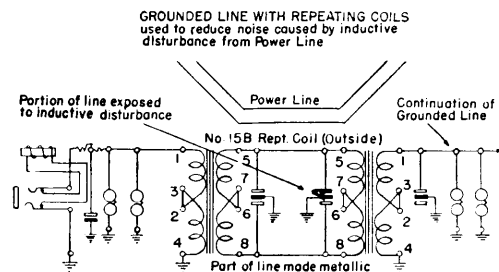 GROUNDED LINE WITH REPEATING COILS
used to reduce noise caused by inductive
disturbance from Power Line
Portion of line exposed
to inductive disturbance
Power Line
Continuation of
Grounded Line
No. 15B Rept. Coil (Outside)
1 5 5 1
7 7
3 3
2 6 6 2
4 8 8 4
Part of line made metallic